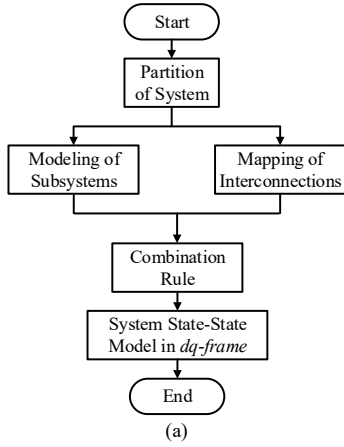 Start
Partition
of System
Modeling of
Subsystems
Mapping of
Interconnections
Combination
Rule
System State-State
Model in dq-frame
End
(a)